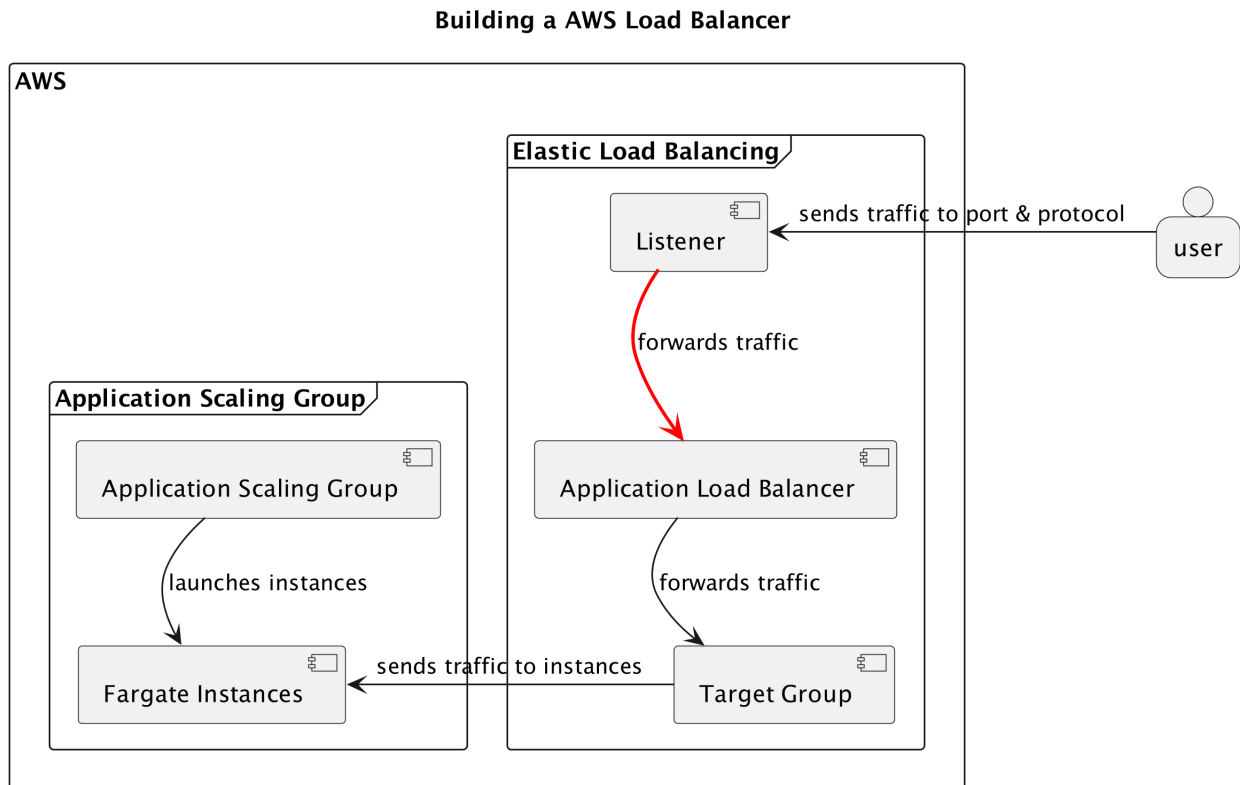 Building a AWS Load Balancer
AWS
Elastic Load Balancing
Listener
sends traffic to port & protocol
user
forwards traffic
Application Scaling Group
Application Scaling Group
Application Load Balancer
launches instances
forwards traffic
Fargate Instances
sends traffic to instances
Target Group